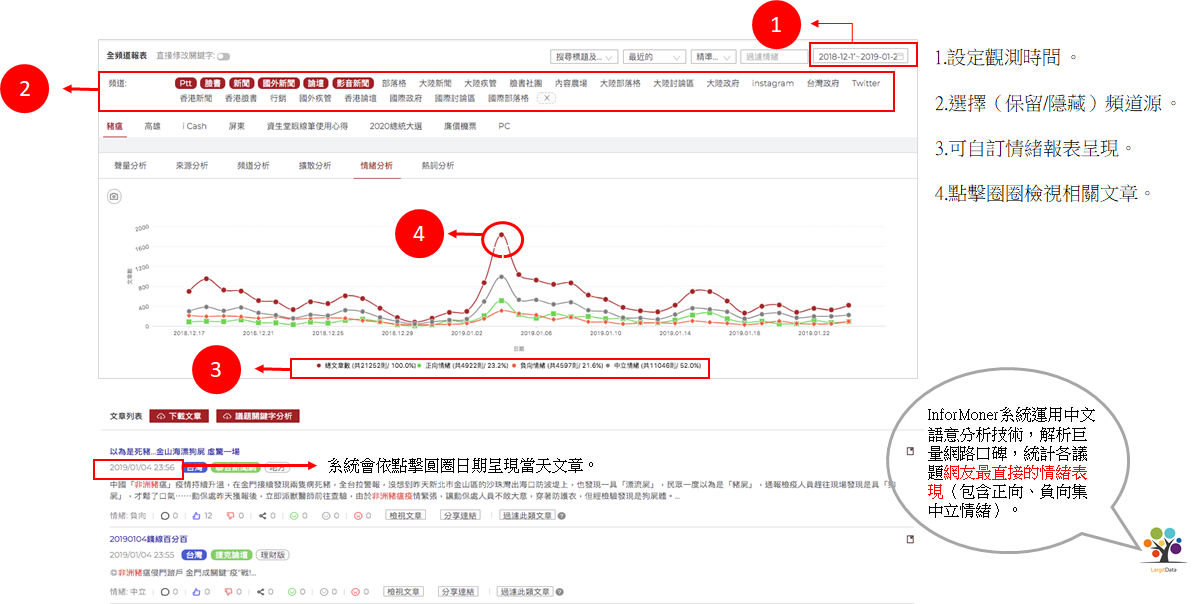 1
全頻道報表 直接修改關鍵字:
搜尋標題及... 最近的 精準... 過濾情緒 2018-12-1~2019-01-2
1.設定觀測時間 。
2
頻道: Ptt 臉書 新聞 國外新聞 論壇 影音新聞 部落格 大陸新聞 大陸疾管 臉書社團 內容農場 大陸部落格 大陸討論區 大陸政府 Instagram 台灣政府 Twitter
香港新聞 香港臉書 行銷 國外疾管 香港論壇 國際政府 國際討論區 國際部落格 X
2.選擇（保留/隱藏）頻道源 。
豬瘟 高雄 i Cash 屏東 資生堂眼線筆使用心得 2020總統大選 廉價機票 PC
3.可自訂情緒報表呈現。
聲量分析 來源分析 頻道分析 擴散分析 情緒分析 熱詞分析
4.點擊圈圈檢視相關文章。
4
2000
1600
1200
800
400
0
文章數
2018.12.17 2018.12.21 2018.12.25 2018.12.29 2019.01.02 2019.01.06 2019.01.10 2019.01.14 2019.01.18 2019.01.22
日期
3
總文章數 (共21252則/ 100.0%) 正向情緒 (共4922則/ 23.2%) 負向情緒 (共4597則/ 21.6%) 中立情緒 (共11046則/ 52.0%)
文章列表 下載文章 議題關鍵字分析
以為是死豬...金山海漂狗屍 虛驚一場
2019/01/04 23:56 台灣
系統會依點擊圓圈日期呈現當天文章。
中國「非洲豬瘟」疫情持續升溫，在金門接續發現兩隻病死豬，全台拉警報，沒想到昨天新北市金山區的沙珠灣出海口防波堤上，也發現一具「漂流屍」，民眾一度以為是「豬屍」，通報檢疫人員趕往現場發現是具「狗
屍」，才鬆了口氣……動保處昨天獲報後，立即派獸醫師前往查驗，由於非洲豬瘟疫情緊張，讓動保處人員不敢大意，穿著防護衣，但經檢驗發現是狗屍體。...
情緒: 負向 0 12 0 0 0 0 0 檢視文章 分享連結 過濾此類文章
20190104錢線百分百
2019/01/04 23:55 台灣 捷克論壇 理財版
非洲豬瘟侵門踏戶 金門成關鍵"疫"戰!...
情緒: 中立 0 0 0 0 0 0 0 檢視文章 分享連結 過濾此類文章
InforMoner系統運用中文
語意分析技術，解析巨
量網路口碑，統計各議
題網友最直接的情緒表
現（包含正向、負向集
中立情緒）。
LargitData